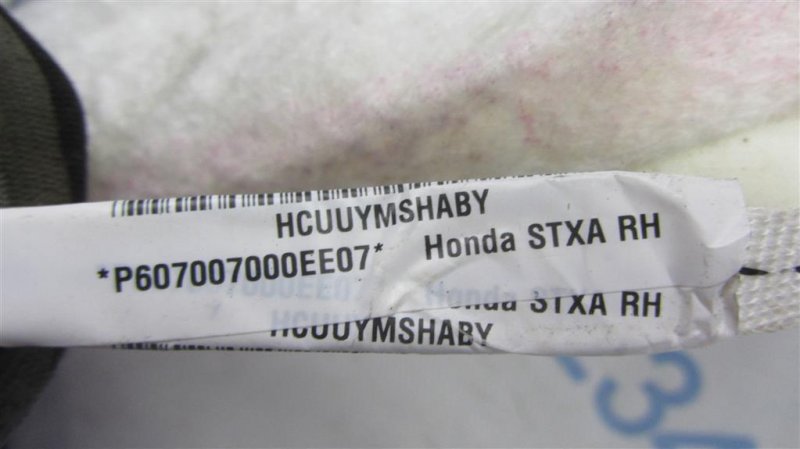 HCUUYMSHABY
*P607007000EE07* Honda STXA RH
Honda STXA RH
HCUUYMSHABY